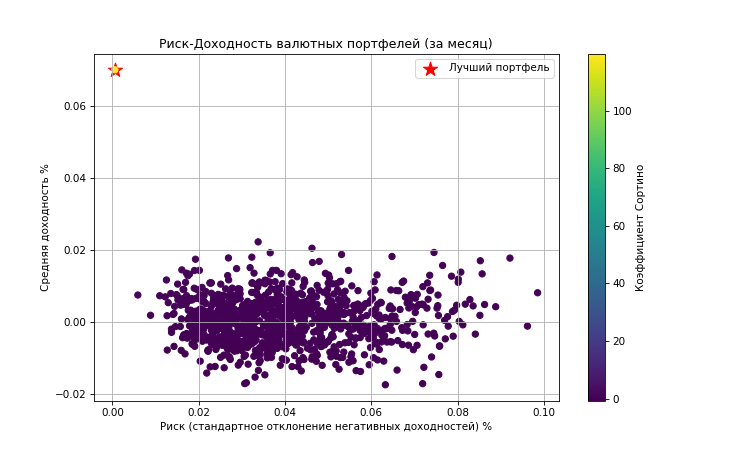 Риск-Доходность валютных портфелей (за месяц)
Лучший портфель
0.06
0.04
0.02
0.00
−0.02
Средняя доходность %
0.00 0.02 0.04 0.06 0.08 0.10
Риск (стандартное отклонение негативных доходностей) %
100
80
60
40
20
0
Коэффициент Сортино